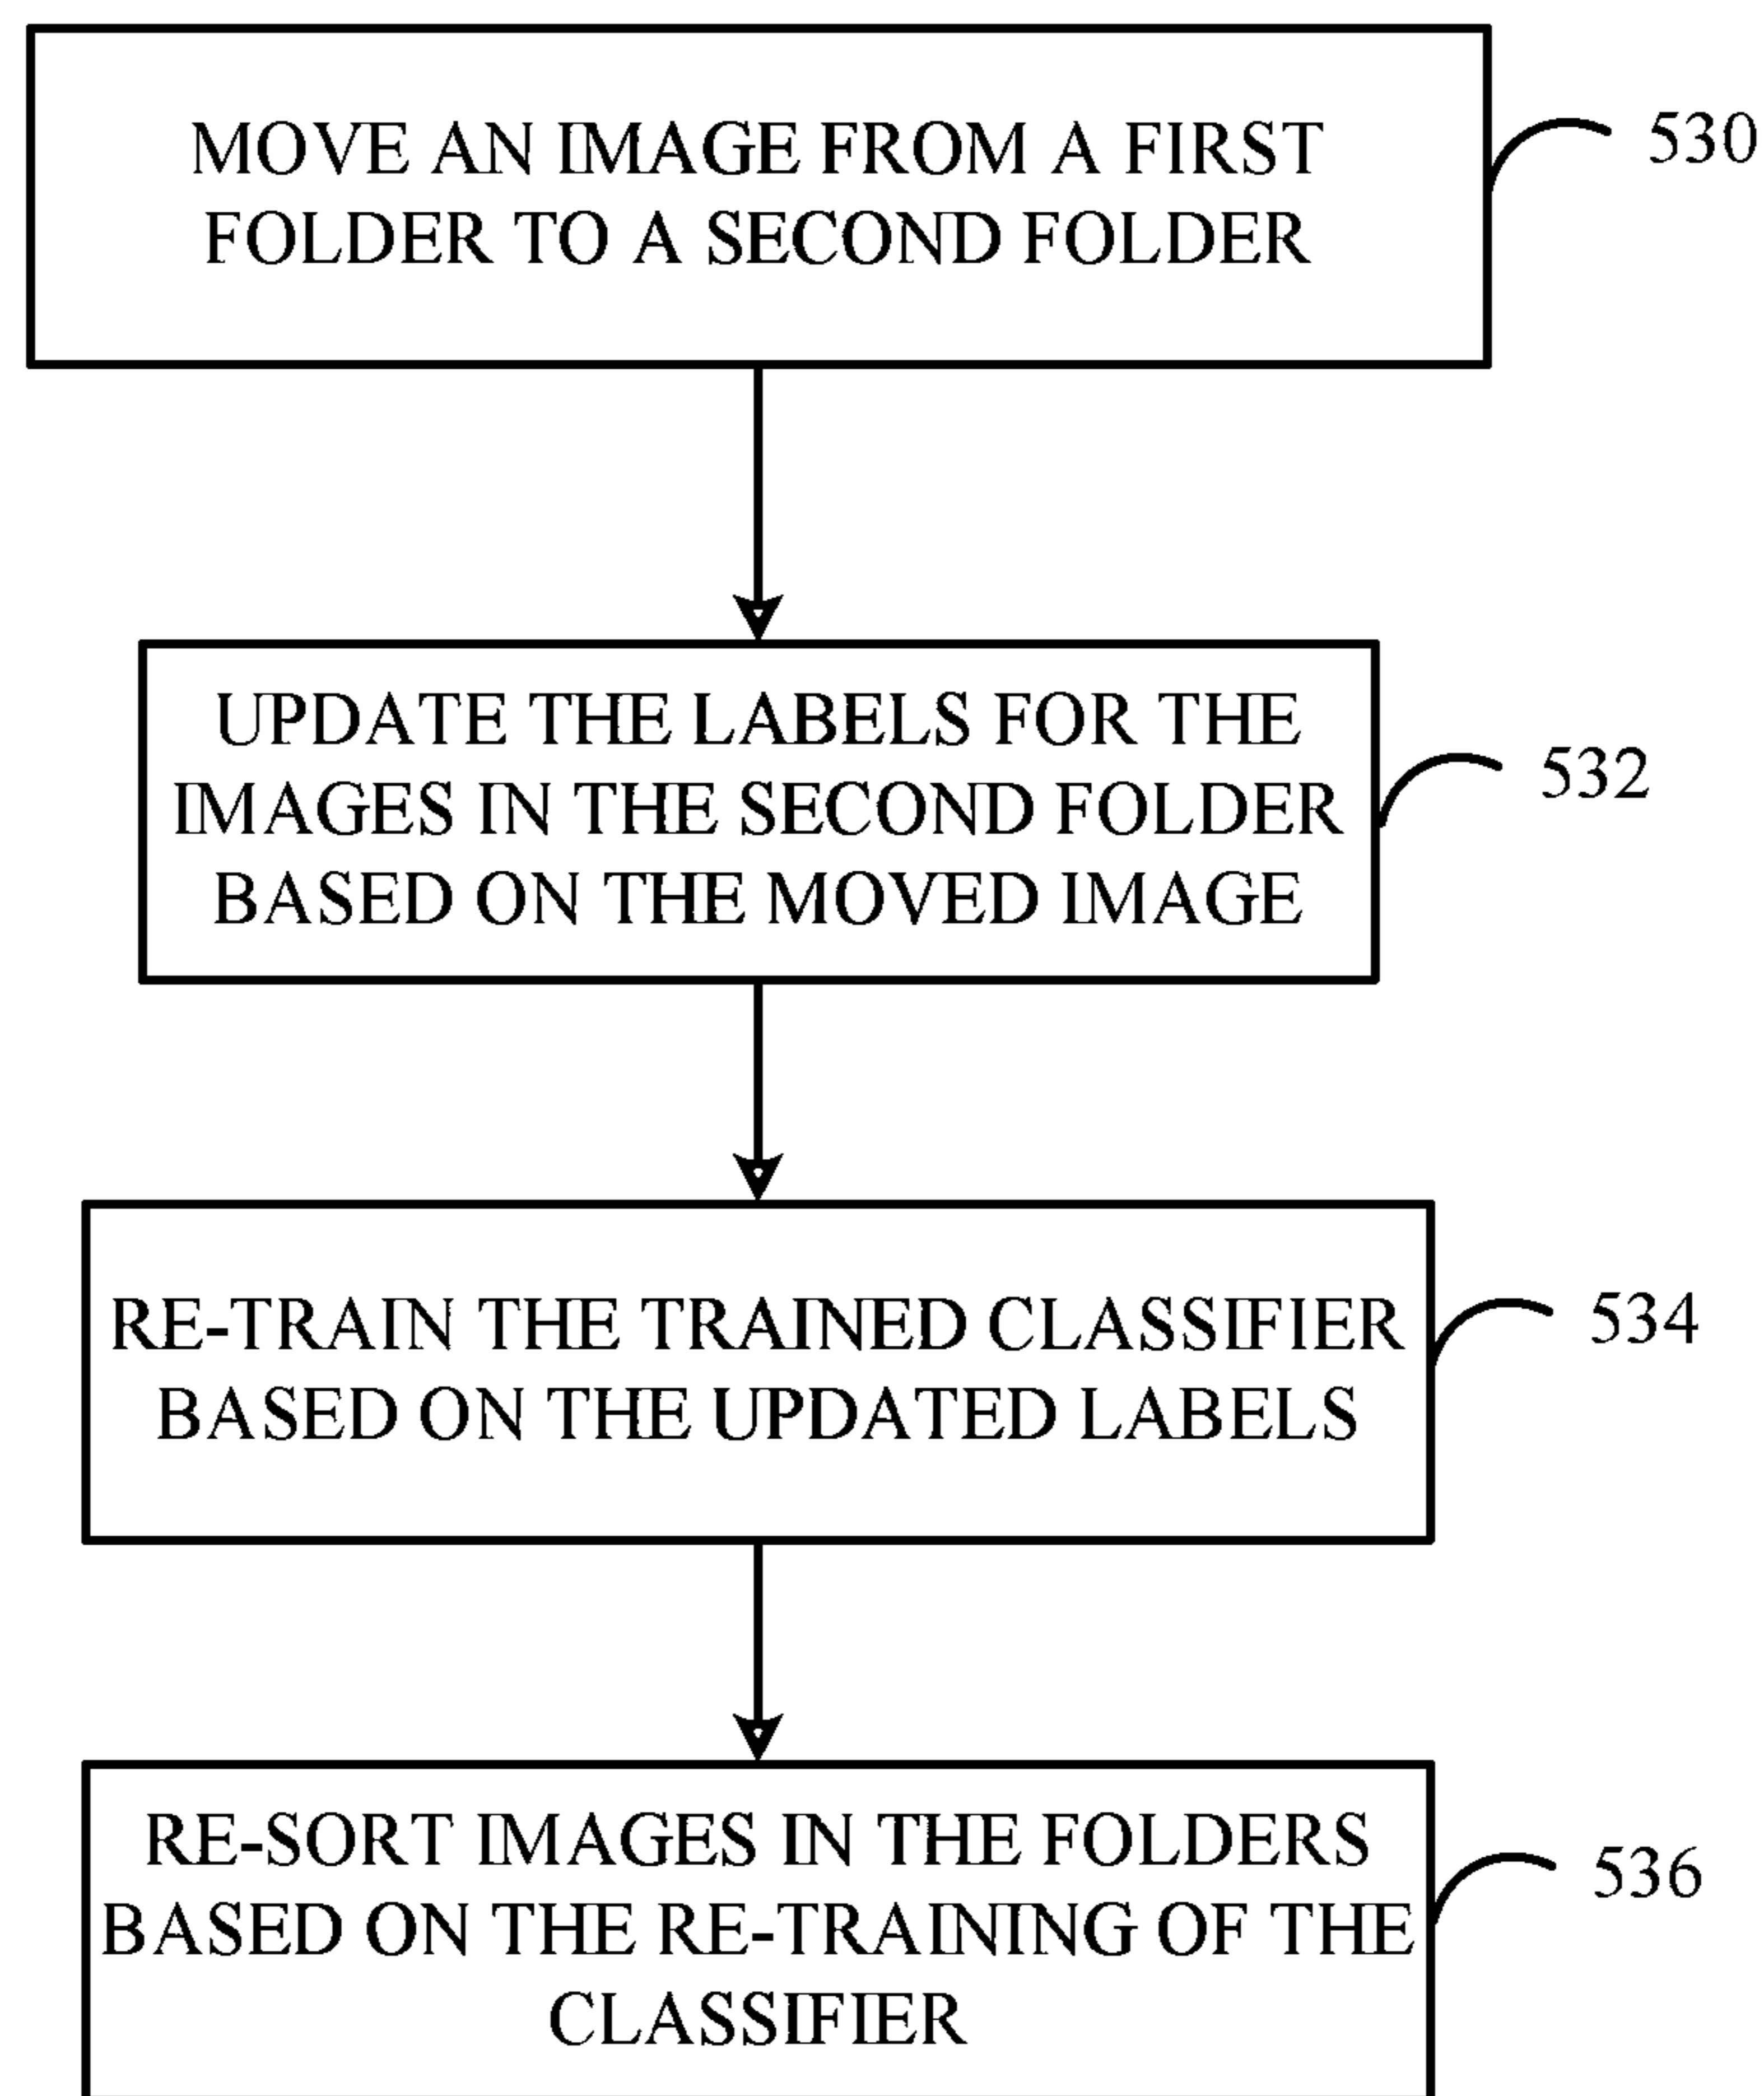 MOVE AN IMAGE FROM A FIRST
FOLDER TO A SECOND FOLDER
530
UPDATE THE LABELS FOR THE
IMAGES IN THE SECOND FOLDER
BASED ON THE MOVED IMAGE
532
RE-TRAIN THE TRAINED CLASSIFIER
BASED ON THE UPDATED LABELS
534
RE-SORT IMAGES IN THE FOLDERS
BASED ON THE RE-TRAINING OF THE
CLASSIFIER
536